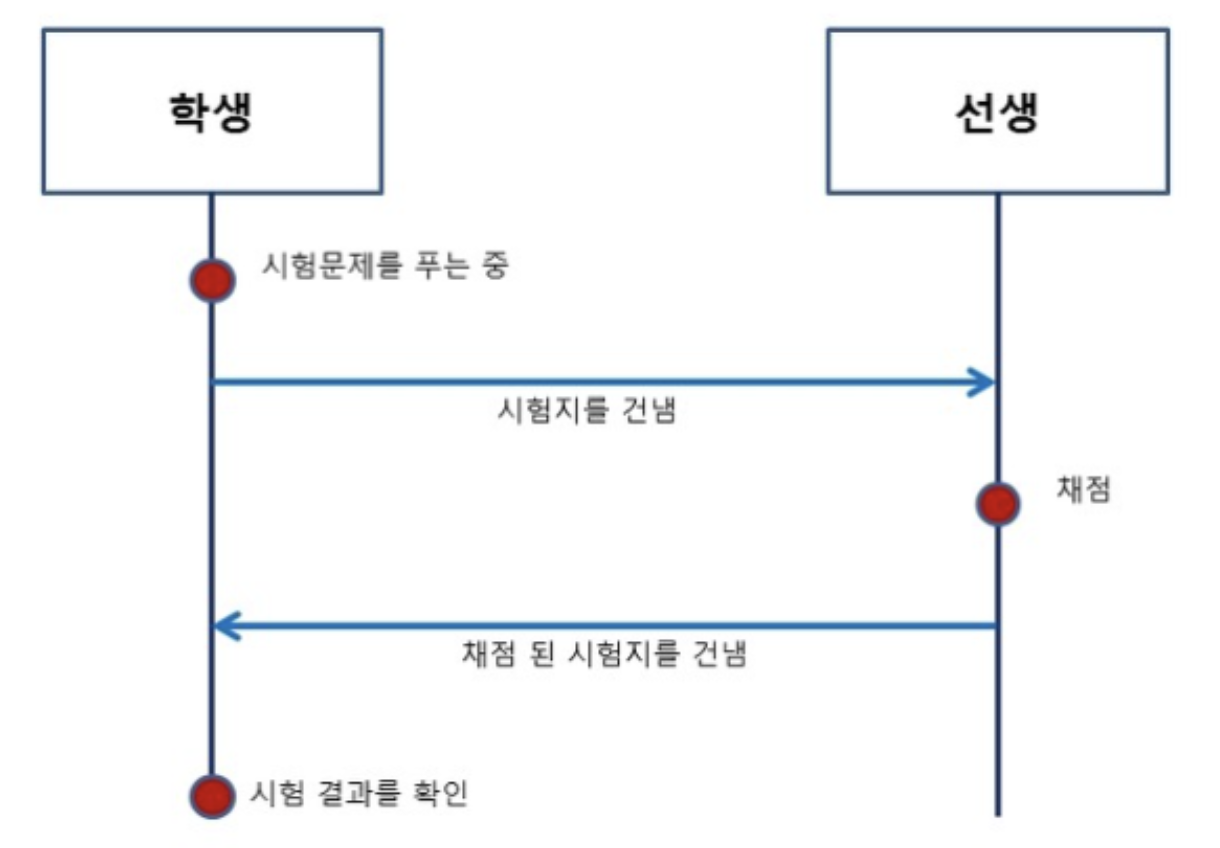 학생
선생
시험문제를 푸는 중
시험지를 건냄
채점
채점 된 시험지를 건냄
시험 결과를 확인